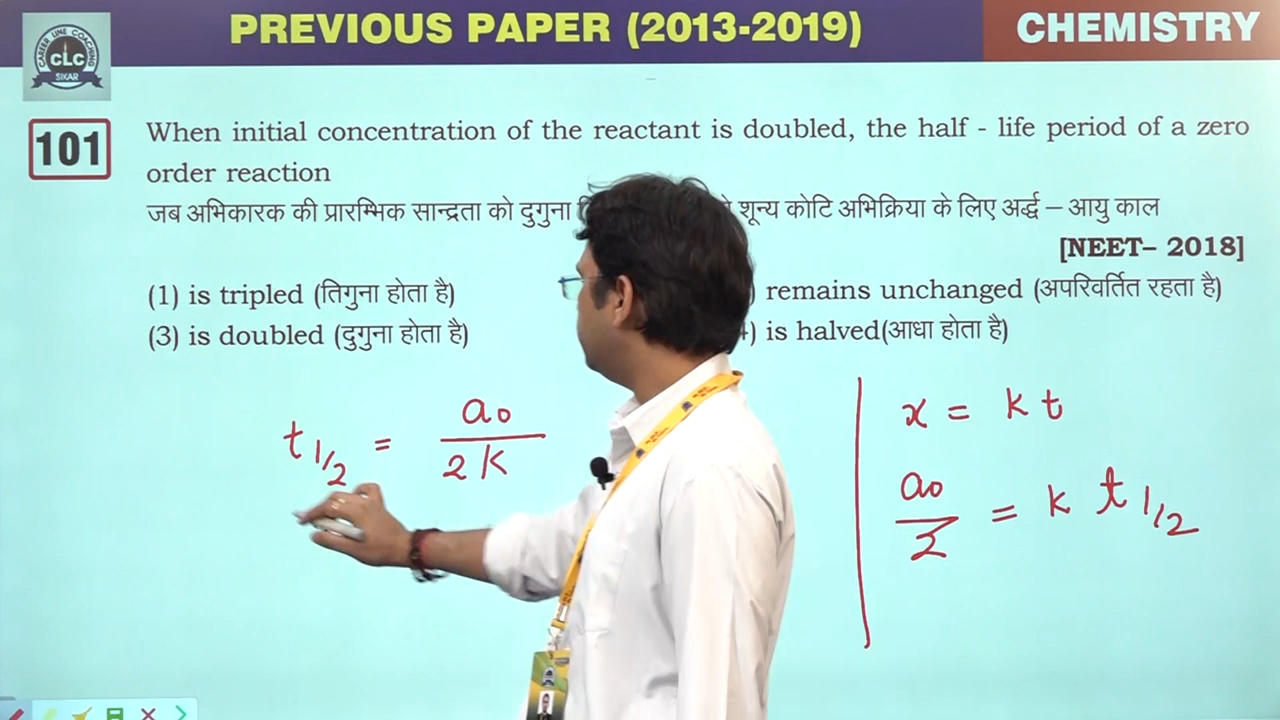 PREVIOUS PAPER (2013-2019)
CHEMISTRY
CAREER LINE COACHING
CLC
SIKAR
101
When initial concentration of the reactant is doubled, the half - life period of a zero
order reaction
जब अभिकारक की प्रारम्भिक सान्द्रता को दुगुना शून्य कोटि अभिक्रिया के लिए अर्द्ध – आयु काल
[NEET– 2018]
(1) is tripled (तिगुना होता है) ) remains unchanged (अपरिवर्तित रहता है)
(3) is doubled (दुगुना होता है) 4) is halved(आधा होता है)
t 1/2 = a₀ / 2K
x = kt
a₀ / 2 = k t 1/2